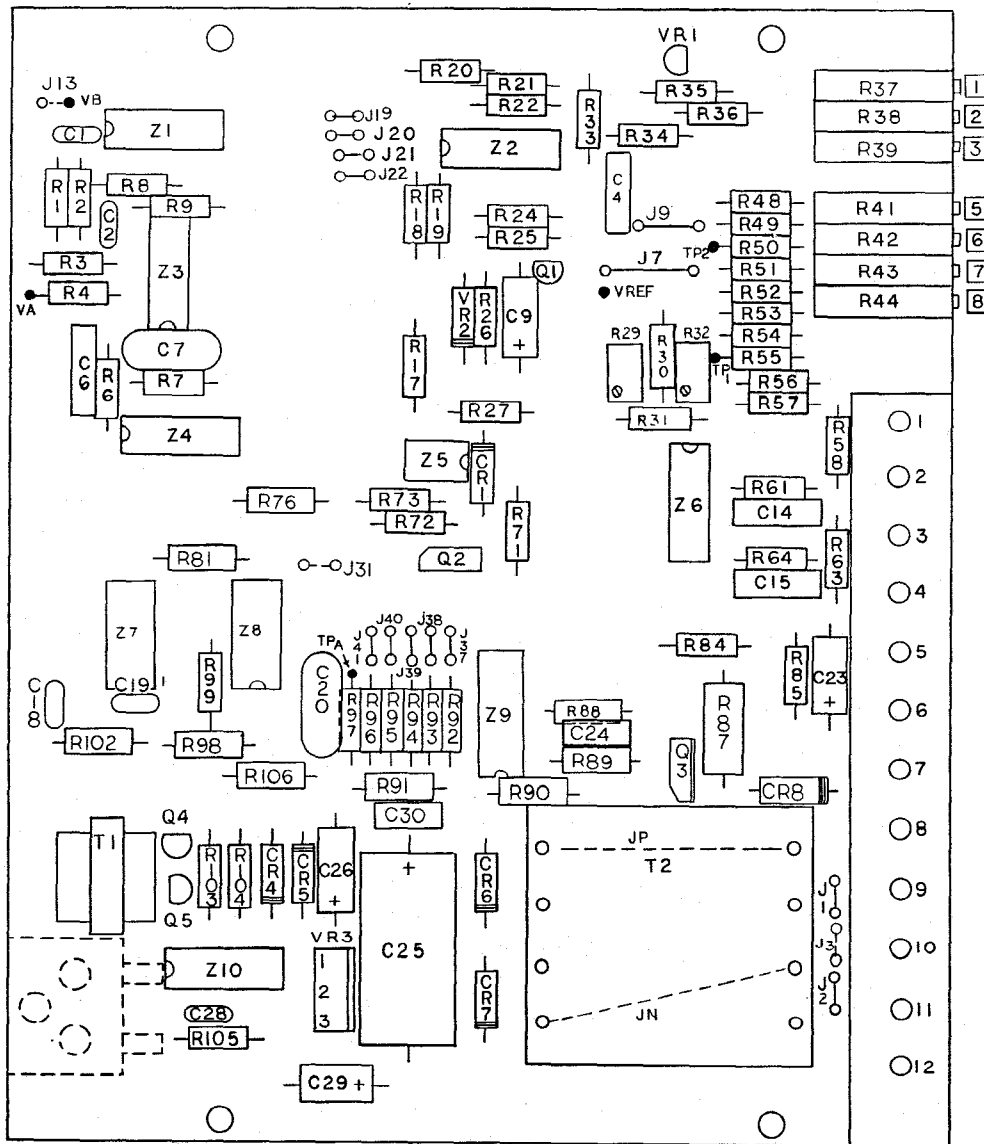 VR1
R20
R21
R22
R33
R35
R36
R34
R37 1
R38 2
R39 3
J13
VB
C1
Z1
J19
J20
J21
J22
Z2
C4
R1
R2
R8
R9
C2
R18
R19
R24
R25
J9
R48
R49
TP2 R50
R51
R52
R53
R54
TP1 R55
R56
R57
R41 5
R42 6
R43 7
R44 8
R3
VA R4
Z3
C7
R7
C6
R6
Z4
Q1
VR2
R26
C9
+
R17
J7
VREF
R29
R30
R32
R31
R27
Z5
CR1
R76
R73
R72
R71
Q2
Z6
R58
R61
C14
R64
C15
R63
1
2
3
4
5
6
7
8
9
10
11
12
R81
J31
Z7
Z8
R99
C19
C18
R102
R98
R106
TPA
J41
J40
J39
J38
J37
C20
R97
R96
R95
R94
R93
R92
R91
C30
Z9
R88
C24
R89
R90
R84
R85
C23
+
R87
Q3
CR8
T1
Q4
Q5
R103
R104
CR4
CR5
C26
+
VR3
1
2
3
+
C25
CR6
CR7
JP
T2
JN
J1
J3
J2
Z10
C28
R105
C29 +